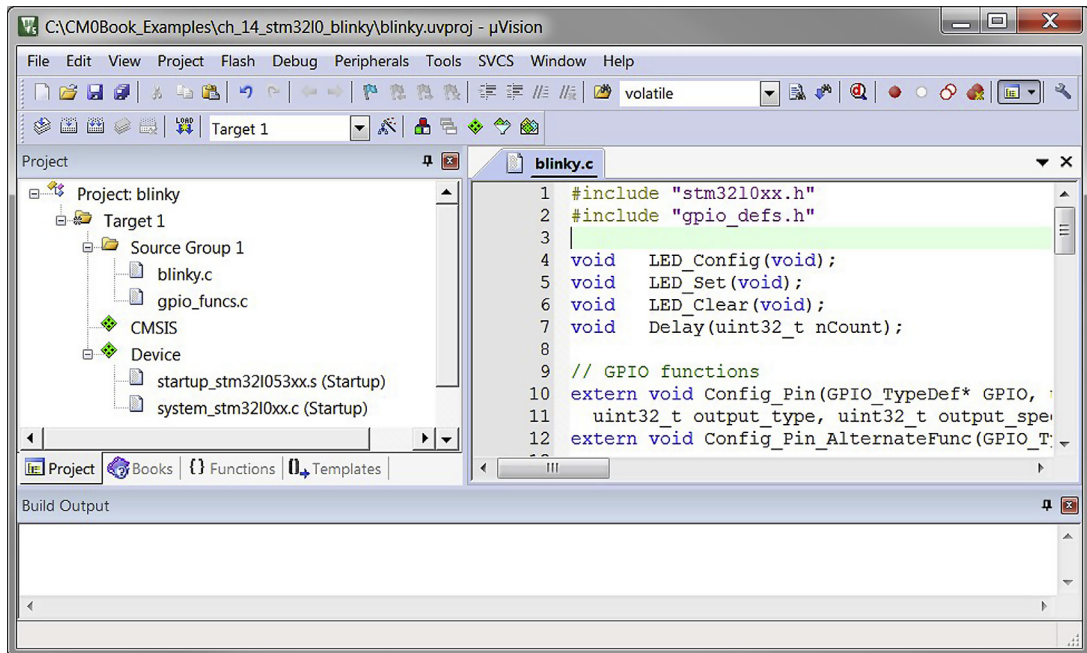 C:\CM0Book_Examples\ch_14_stm32l0_blinky\blinky.uvproj - µVision
File Edit View Project Flash Debug Peripherals Tools SVCS Window Help
volatile
LOAD Target 1
Project
Project: blinky
Target 1
Source Group 1
blinky.c
gpio_funcs.c
CMSIS
Device
startup_stm32l053xx.s (Startup)
system_stm32l0xx.c (Startup)
Project Books {} Functions Templates
blinky.c
1 #include "stm32l0xx.h"
2 #include "gpio_defs.h"
3
4 void LED_Config(void);
5 void LED_Set(void);
6 void LED_Clear(void);
7 void Delay(uint32_t nCount);
8
9 // GPIO functions
10 extern void Config_Pin(GPIO_TypeDef* GPIO,
11 uint32_t output_type, uint32_t output_spe
12 extern void Config_Pin_AlternateFunc(GPIO_T
Build Output